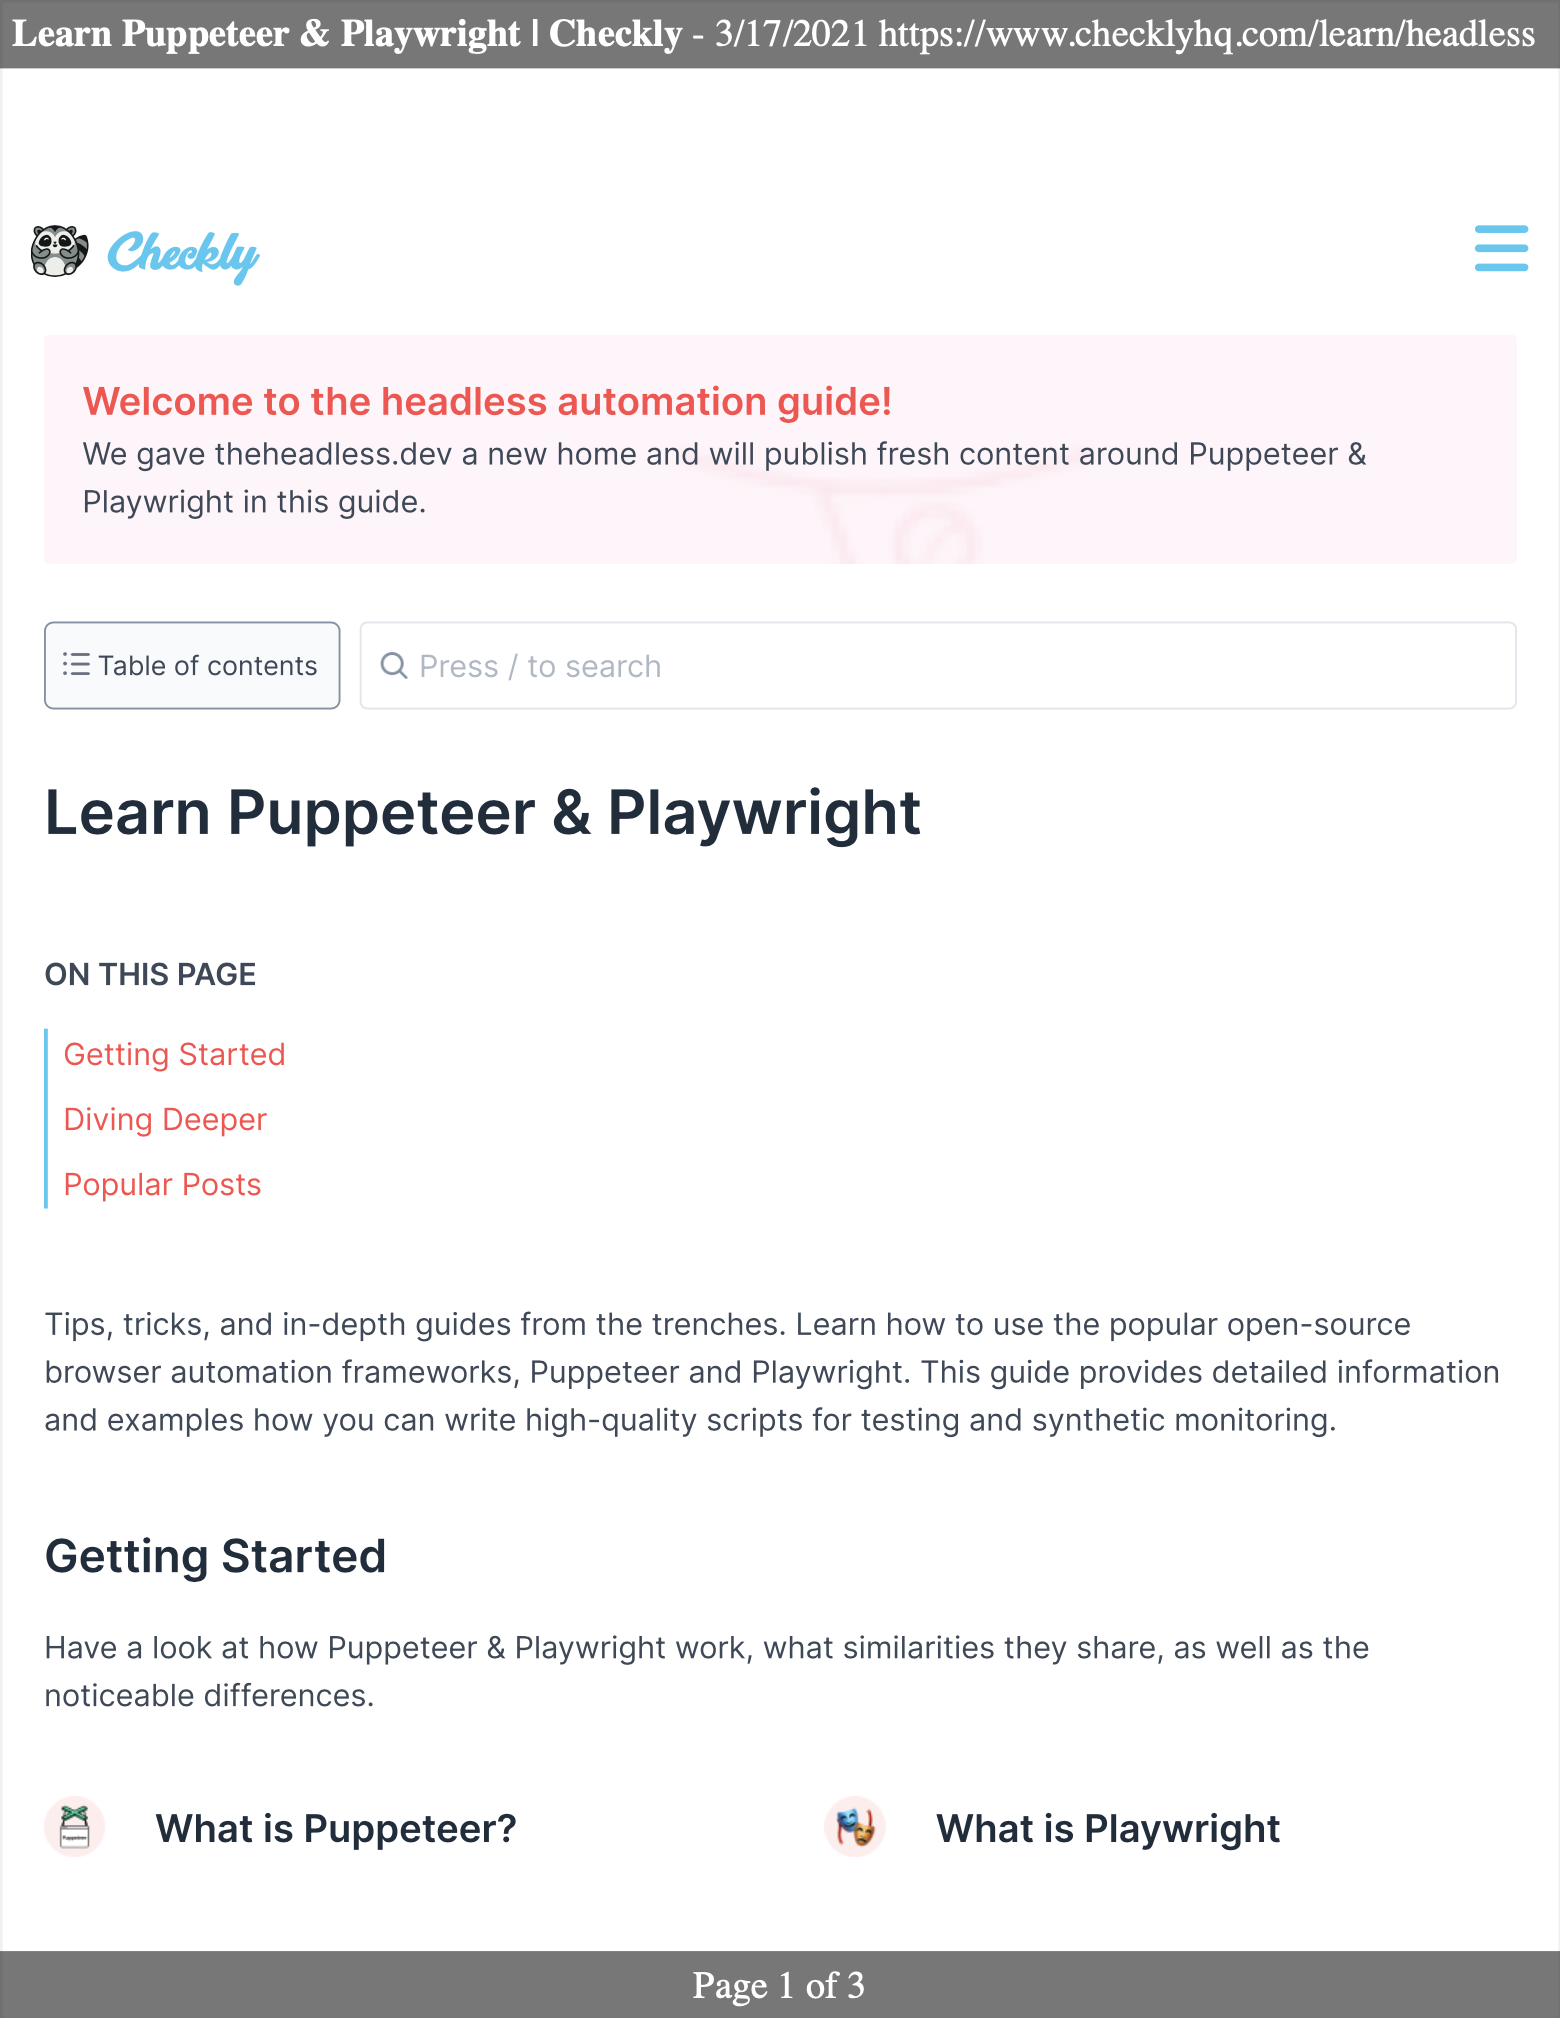 Learn Puppeteer & Playwright | Checkly - 3/17/2021 https://www.checklyhq.com/learn/headless
Checkly
Welcome to the headless automation guide!
We gave theheadless.dev a new home and will publish fresh content around Puppeteer &
Playwright in this guide.
Table of contents
Press / to search
Learn Puppeteer & Playwright
ON THIS PAGE
Getting Started
Diving Deeper
Popular Posts
Tips, tricks, and in-depth guides from the trenches. Learn how to use the popular open-source
browser automation frameworks, Puppeteer and Playwright. This guide provides detailed information
and examples how you can write high-quality scripts for testing and synthetic monitoring.
Getting Started
Have a look at how Puppeteer & Playwright work, what similarities they share, as well as the
noticeable differences.
Puppeteer
What is Puppeteer?
What is Playwright
Page 1 of 3